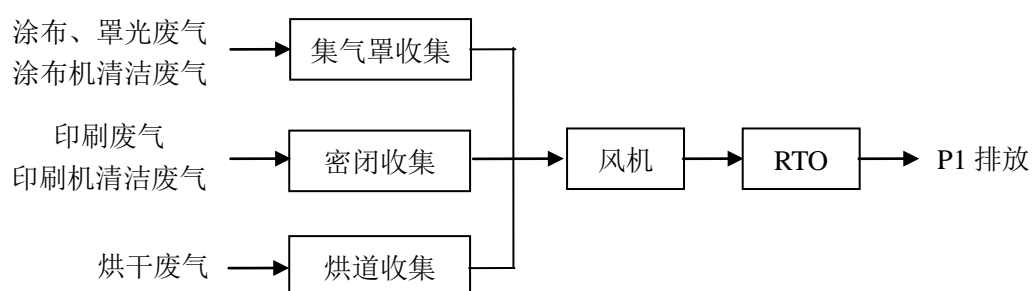 涂布、罩光废气
涂布机清洁废气
集气罩收集
印刷废气
印刷机清洁废气
密闭收集
风机
RTO
P1 排放
烘干废气
烘道收集